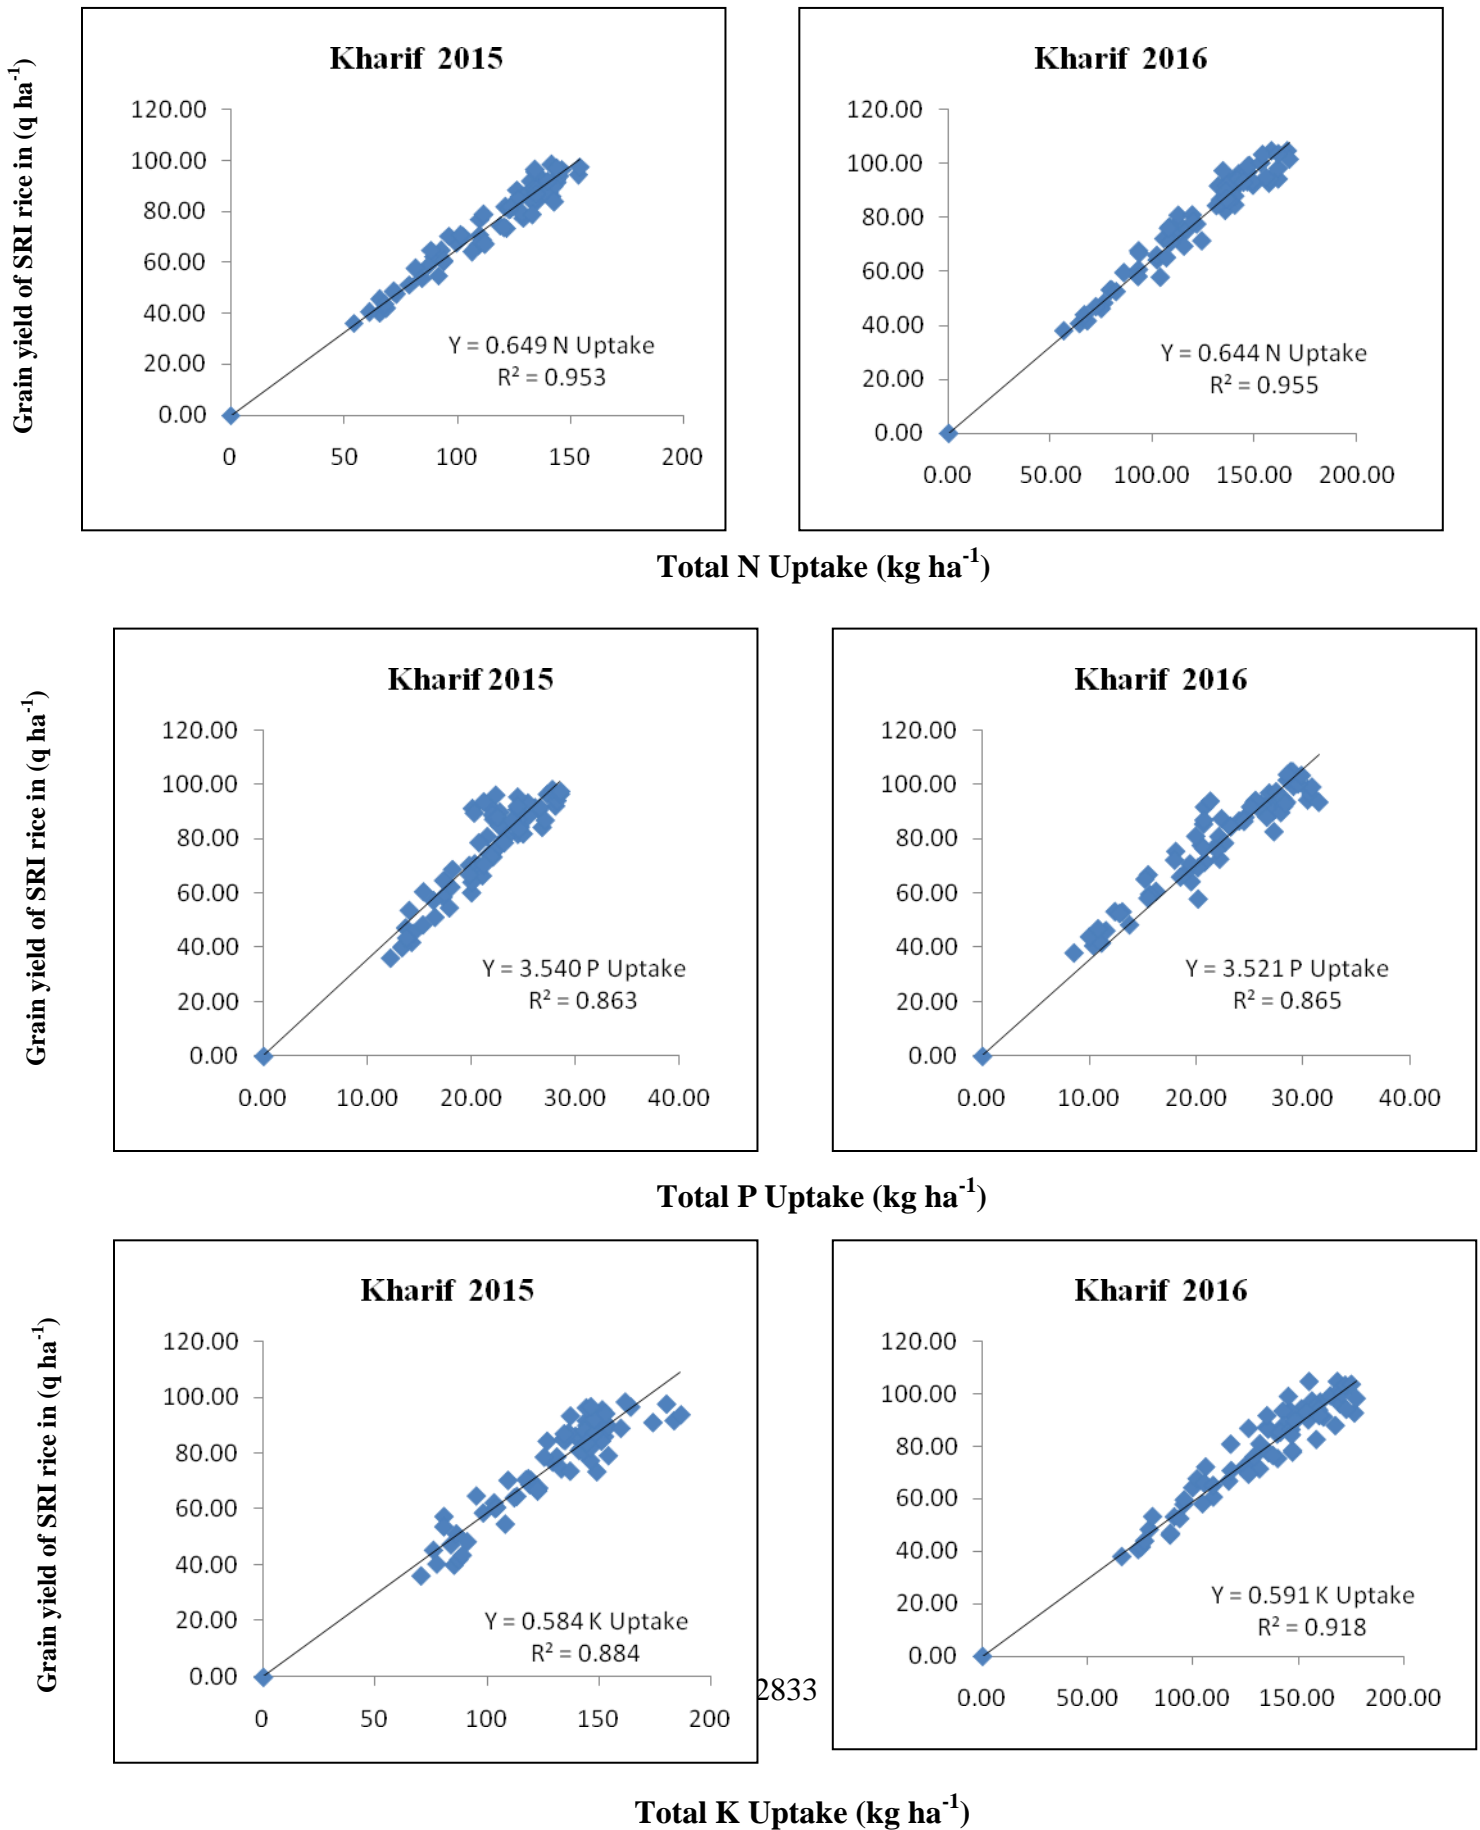 Kharif 2015
Grain yield of SRI rice in (q ha⁻¹)
120.00
100.00
80.00
60.00
40.00
20.00
0.00
0 50 100 150 200
Y = 0.649 N Uptake
R² = 0.953
Kharif 2016
120.00
100.00
80.00
60.00
40.00
20.00
0.00
0.00 50.00 100.00 150.00 200.00
Y = 0.644 N Uptake
R² = 0.955
Total N Uptake (kg ha⁻¹)
Kharif 2015
Grain yield of SRI rice in (q ha⁻¹)
120.00
100.00
80.00
60.00
40.00
20.00
0.00
0.00 10.00 20.00 30.00 40.00
Y = 3.540 P Uptake
R² = 0.863
Kharif 2016
120.00
100.00
80.00
60.00
40.00
20.00
0.00
0.00 10.00 20.00 30.00 40.00
Y = 3.521 P Uptake
R² = 0.865
Total P Uptake (kg ha⁻¹)
Kharif 2015
Grain yield of SRI rice in (q ha⁻¹)
120.00
100.00
80.00
60.00
40.00
20.00
0.00
0 50 100 150 200
Y = 0.584 K Uptake
R² = 0.884
2833
Kharif 2016
120.00
100.00
80.00
60.00
40.00
20.00
0.00
0.00 50.00 100.00 150.00 200.00
Y = 0.591 K Uptake
R² = 0.918
Total K Uptake (kg ha⁻¹)